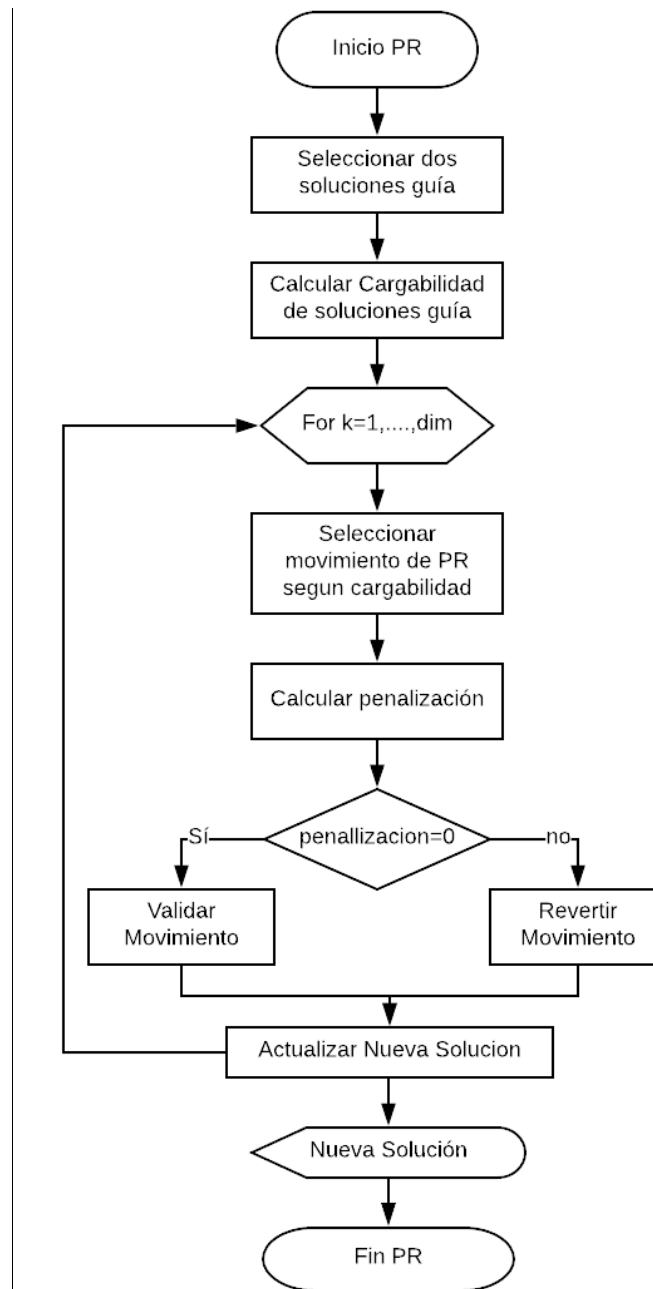 Inicio PR
Seleccionar dos
soluciones guía
Calcular Cargabilidad
de soluciones guía
For k=1,....,dim
Seleccionar
movimiento de PR
segun cargabilidad
Calcular penalización
Sí
penallizacion=0
no
Validar
Movimiento
Revertir
Movimiento
Actualizar Nueva Solucion
Nueva Solución
Fin PR